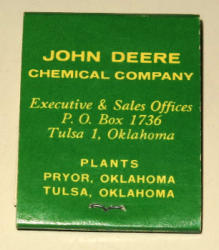 JOHN DEERE
CHEMICAL COMPANY
Executive & Sales Offices
P. O. Box 1736
Tulsa 1, Oklahoma
PLANTS
PRYOR, OKLAHOMA
TULSA, OKLAHOMA